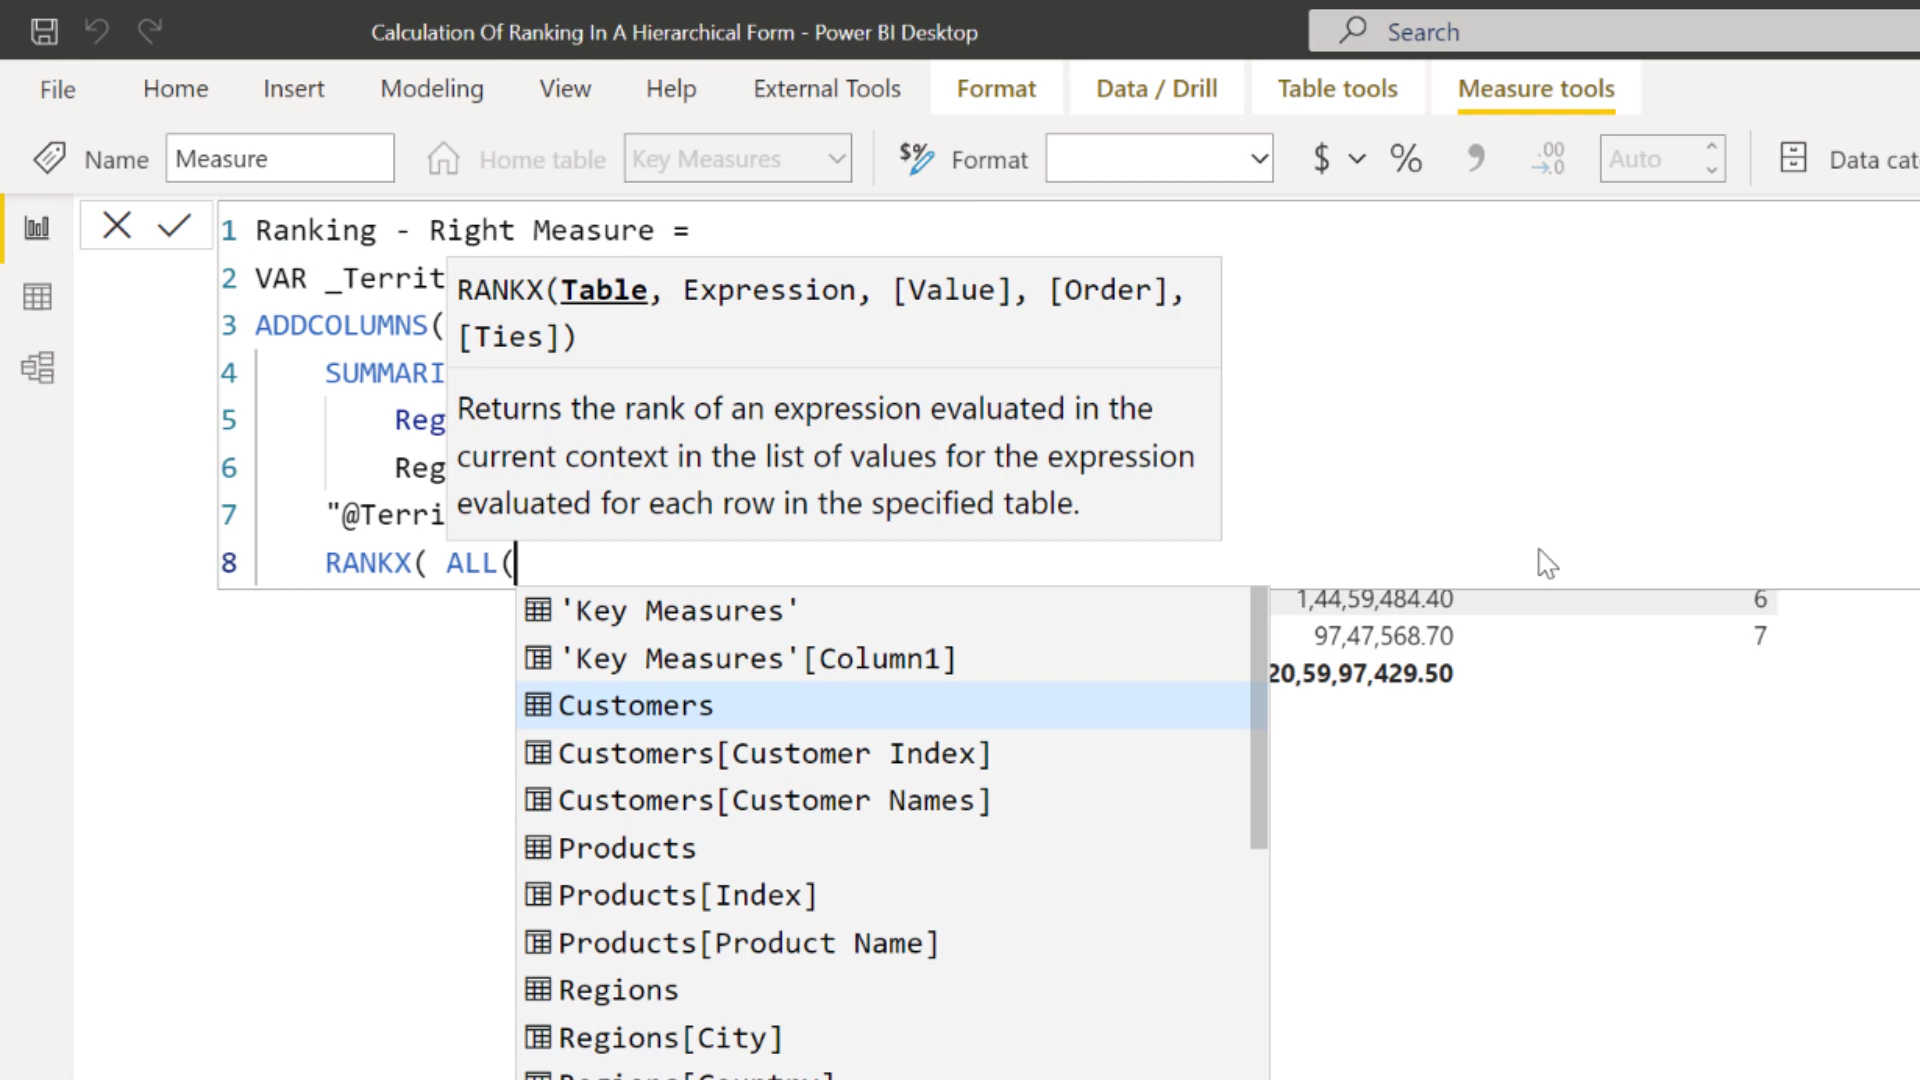 Calculation Of Ranking In A Hierarchical Form - Power BI Desktop
Search
File Home Insert Modeling View Help External Tools Format Data / Drill Table tools Measure tools
Name Measure Home table Key Measures Format $ % Auto Data cat
1 Ranking - Right Measure =
2 VAR _Territ
RANKX(Table, Expression, [Value], [Order],
[Ties])
3 ADDCOLUMNS(
4 SUMMARI
Returns the rank of an expression evaluated in the
5 Reg
current context in the list of values for the expression
6 Reg
evaluated for each row in the specified table.
7 "@Terri
8 RANKX( ALL(
1,44,59,484.40 6
97,47,568.70 7
20,59,97,429.50
'Key Measures'
'Key Measures'[Column1]
Customers
Customers[Customer Index]
Customers[Customer Names]
Products
Products[Index]
Products[Product Name]
Regions
Regions[City]
Regions[Country]